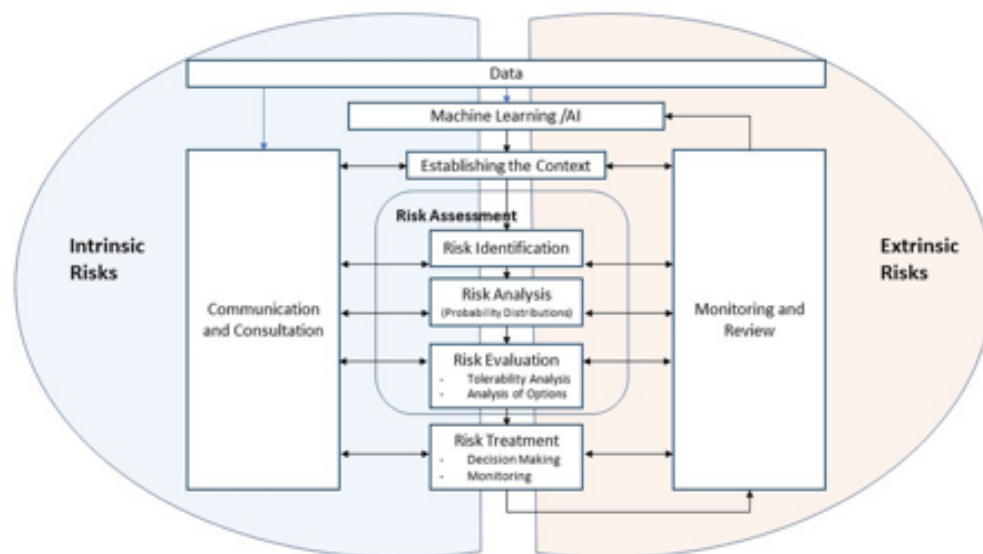 Data
Machine Learning /AI
Establishing the Context
Risk Assessment
Intrinsic
Risks
Extrinsic
Risks
Risk Identification
Communication
and Consultation
Risk Analysis
(Probability Distributions)
Monitoring and
Review
Risk Evaluation
- Tolerability Analysis
- Analysis of Options
Risk Treatment
- Decision Making
- Monitoring